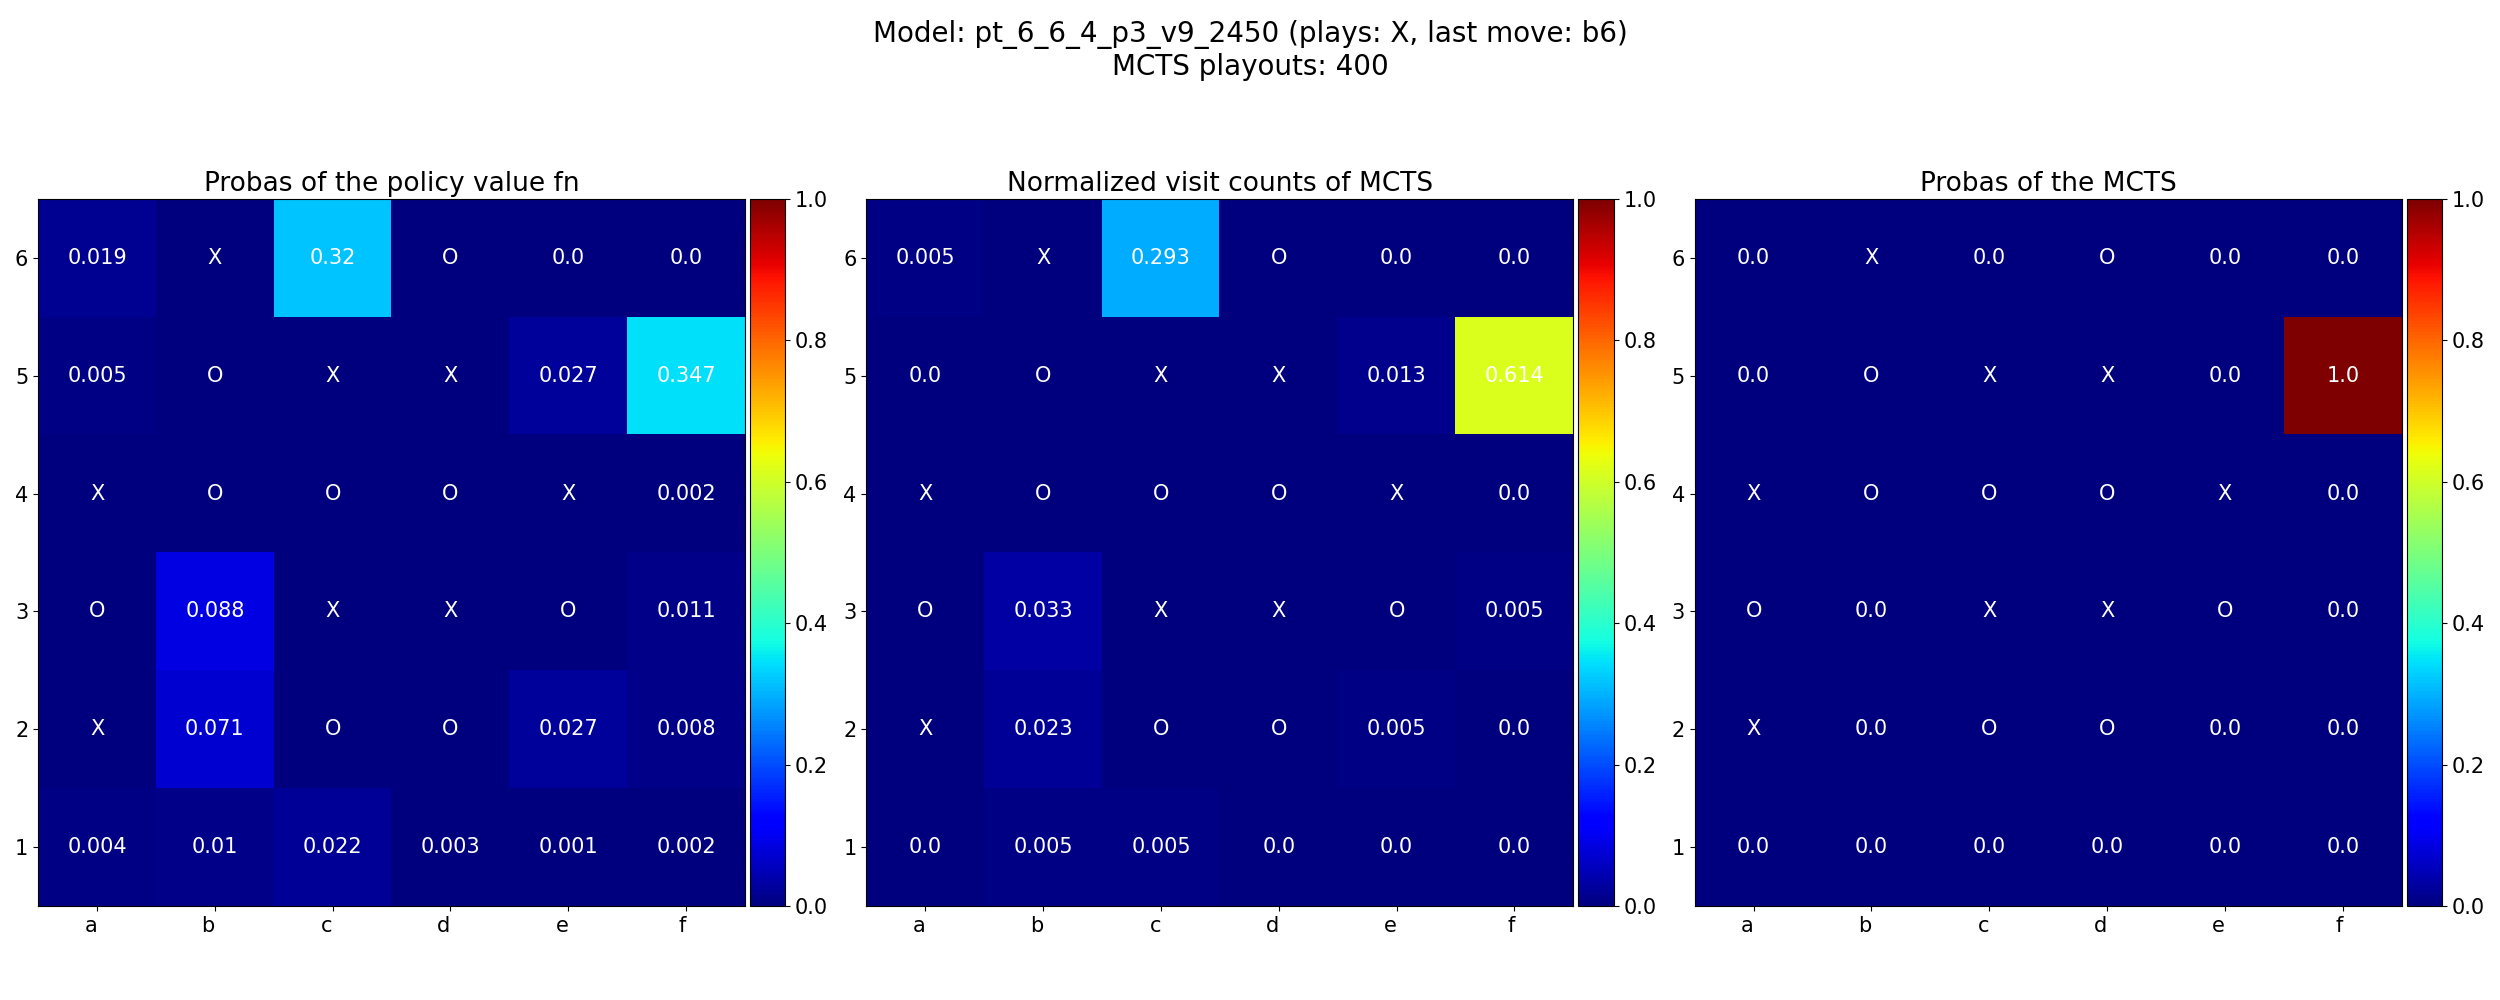 Model: pt_6_6_4_p3_v9_2450 (plays: X, last move: b6)
MCTS playouts: 400
Probas of the policy value fn
6 0.019 X 0.32 O 0.0 0.0
5 0.005 O X X 0.027 0.347
4 X O O O X 0.002
3 O 0.088 X X O 0.011
2 X 0.071 O O 0.027 0.008
1 0.004 0.01 0.022 0.003 0.001 0.002
a b c d e f
1.0
0.8
0.6
0.4
0.2
0.0
Normalized visit counts of MCTS
6 0.005 X 0.293 O 0.0 0.0
5 0.0 O X X 0.013 0.614
4 X O O O X 0.0
3 O 0.033 X X O 0.005
2 X 0.023 O O 0.005 0.0
1 0.0 0.005 0.005 0.0 0.0 0.0
a b c d e f
1.0
0.8
0.6
0.4
0.2
0.0
Probas of the MCTS
6 0.0 X 0.0 O 0.0 0.0
5 0.0 O X X 0.0 1.0
4 X O O O X 0.0
3 O 0.0 X X O 0.0
2 X 0.0 O O 0.0 0.0
1 0.0 0.0 0.0 0.0 0.0 0.0
a b c d e f
1.0
0.8
0.6
0.4
0.2
0.0